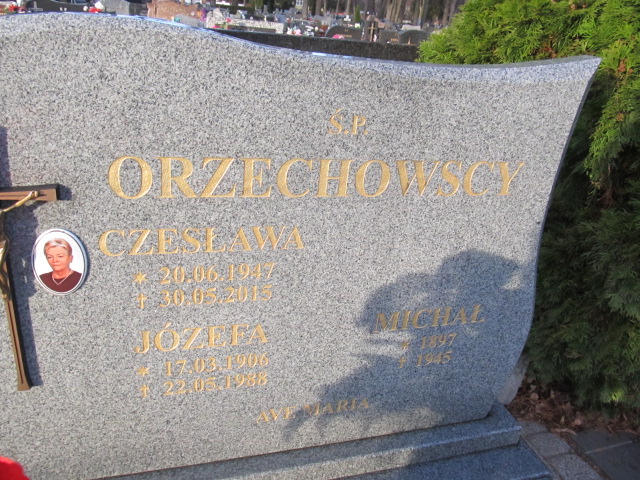 Ś.P.
ORZECHOWSCY
CZESŁAWA
* 20.06.1947
† 30.05.2015
JÓZEFA
* 17.03.1906
† 22.05.1988
MICHAŁ
* 1897
† 1945
AVE MARIA